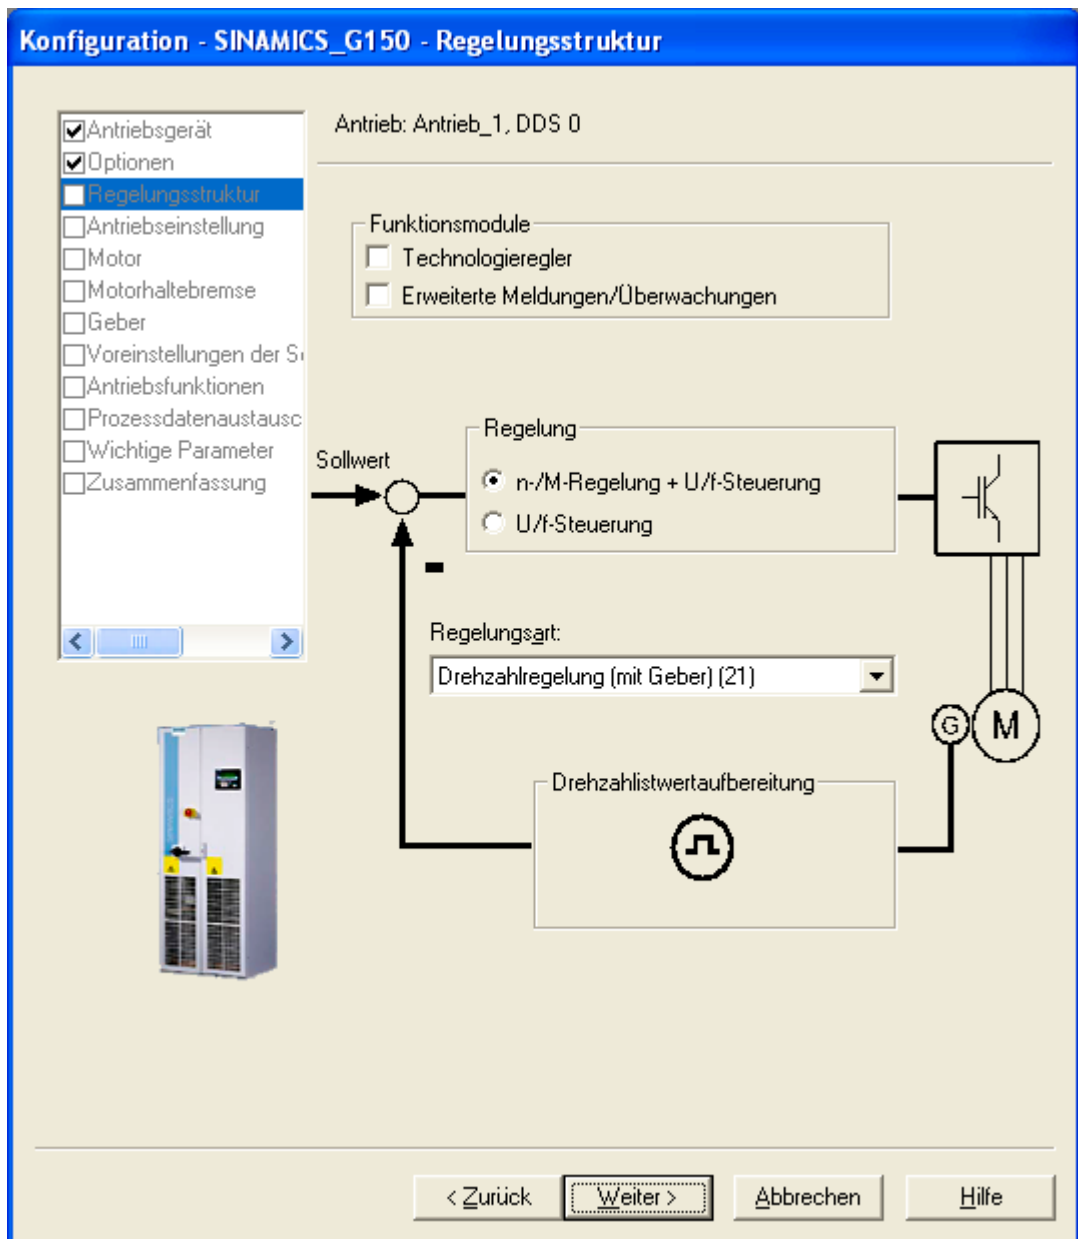 Konfiguration - SINAMICS_G150 - Regelungsstruktur
Antriebsgerät
Optionen
Regelungsstruktur
Antriebseinstellung
Motor
Motorhaltebremse
Geber
Voreinstellungen der S
Antriebsfunktionen
Prozessdatenaustausc
Wichtige Parameter
Zusammenfassung
Antrieb: Antrieb_1, DDS 0
Funktionsmodule
Technologieregler
Erweiterte Meldungen/Überwachungen
Sollwert
Regelung
n-/M-Regelung + U/f-Steuerung
U/f-Steuerung
Regelungsart:
Drehzahlregelung (mit Geber) (21)
G
M
Drehzahlistwertaufbereitung
< Zurück
Weiter >
Abbrechen
Hilfe